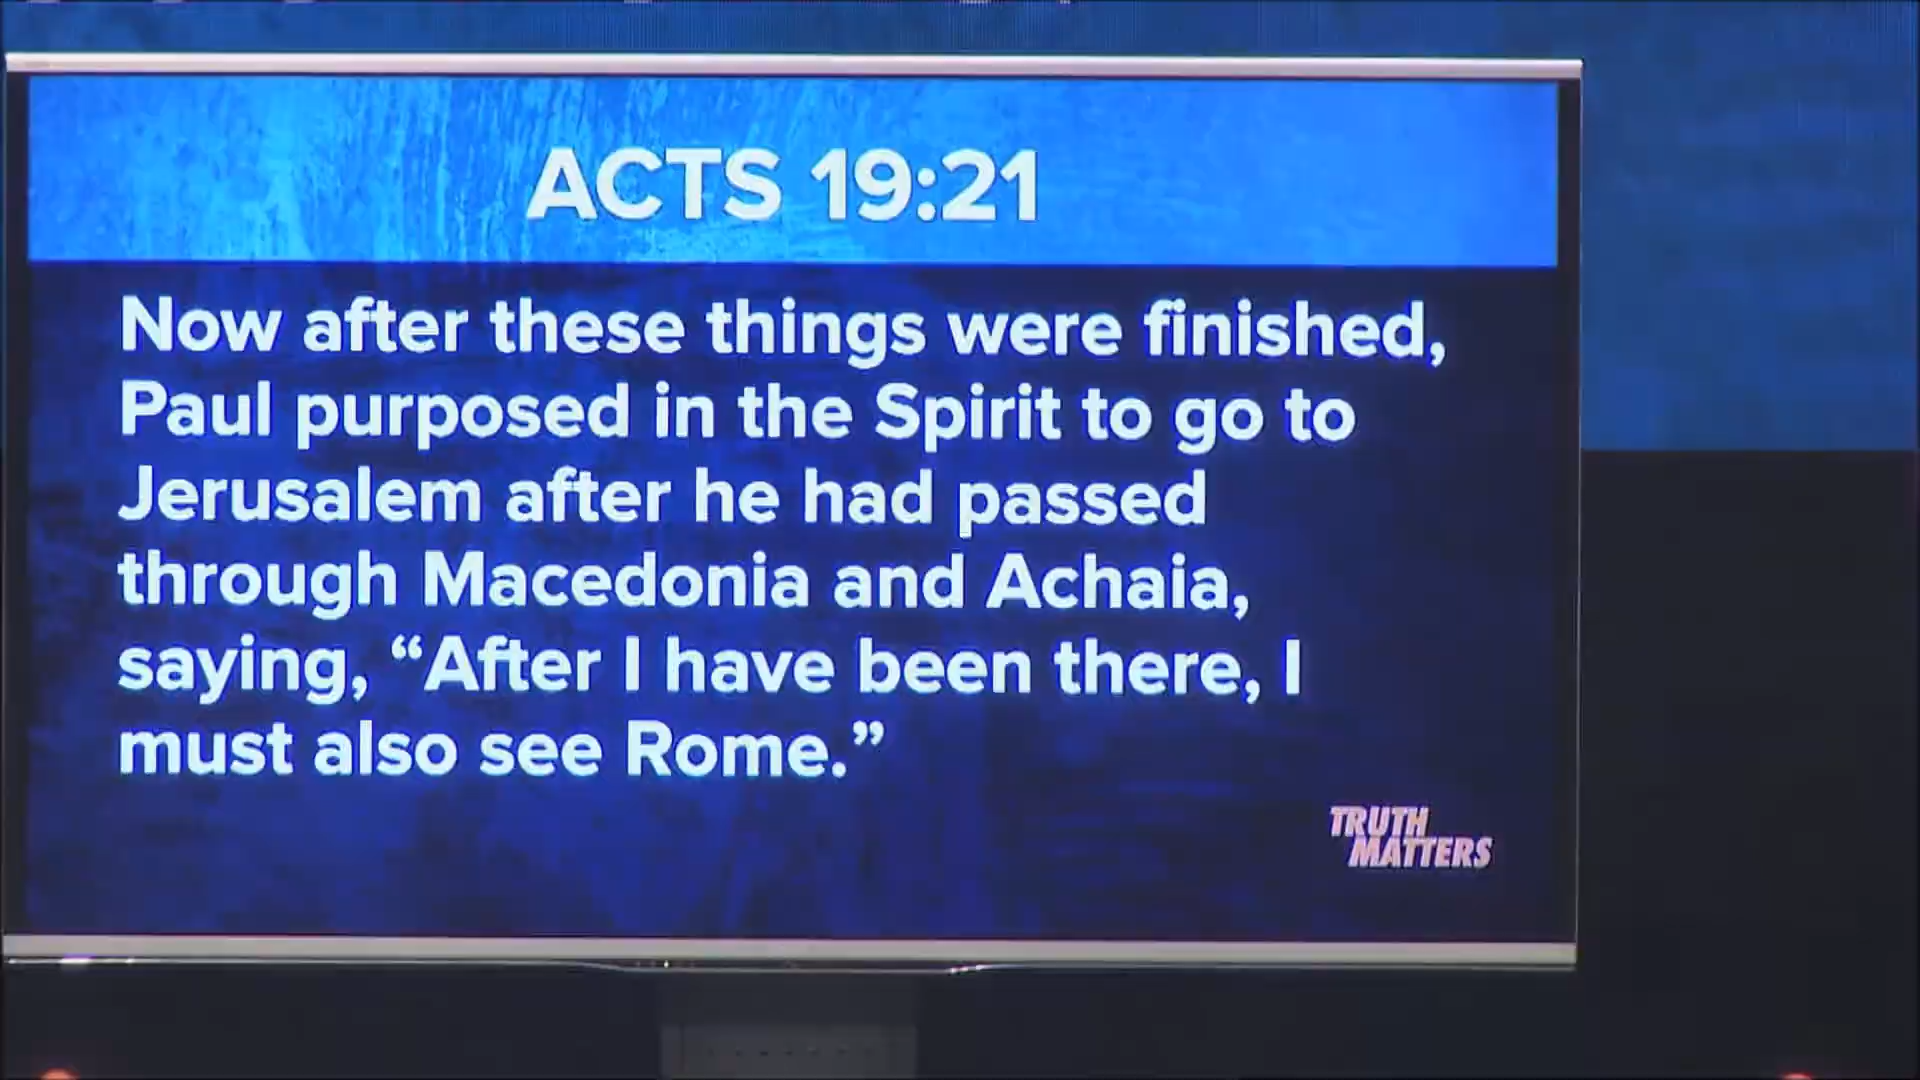 ACTS 19:21
Now after these things were finished,
Paul purposed in the Spirit to go to
Jerusalem after he had passed
through Macedonia and Achaia,
saying, “After I have been there, I
must also see Rome.”
TRUTH
MATTERS